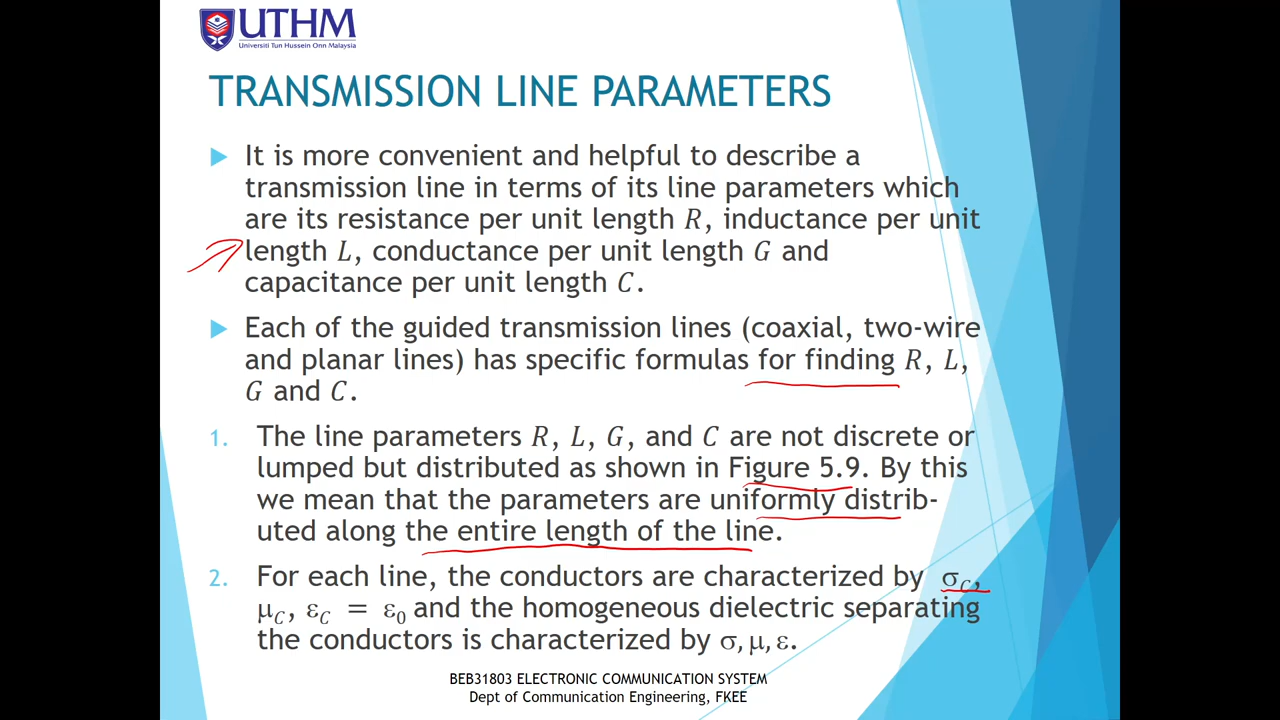 UTHM
Universiti Tun Hussein Onn Malaysia
TRANSMISSION LINE PARAMETERS
It is more convenient and helpful to describe a
transmission line in terms of its line parameters which
are its resistance per unit length R, inductance per unit
length L, conductance per unit length G and
capacitance per unit length C.
Each of the guided transmission lines (coaxial, two-wire
and planar lines) has specific formulas for finding R, L,
G and C.
1. The line parameters R, L, G, and C are not discrete or
lumped but distributed as shown in Figure 5.9. By this
we mean that the parameters are uniformly distrib-
uted along the entire length of the line.
2. For each line, the conductors are characterized by σC,
μC, εC = ε0 and the homogeneous dielectric separating
the conductors is characterized by σ, μ, ε.
BEB31803 ELECTRONIC COMMUNICATION SYSTEM
Dept of Communication Engineering, FKEE